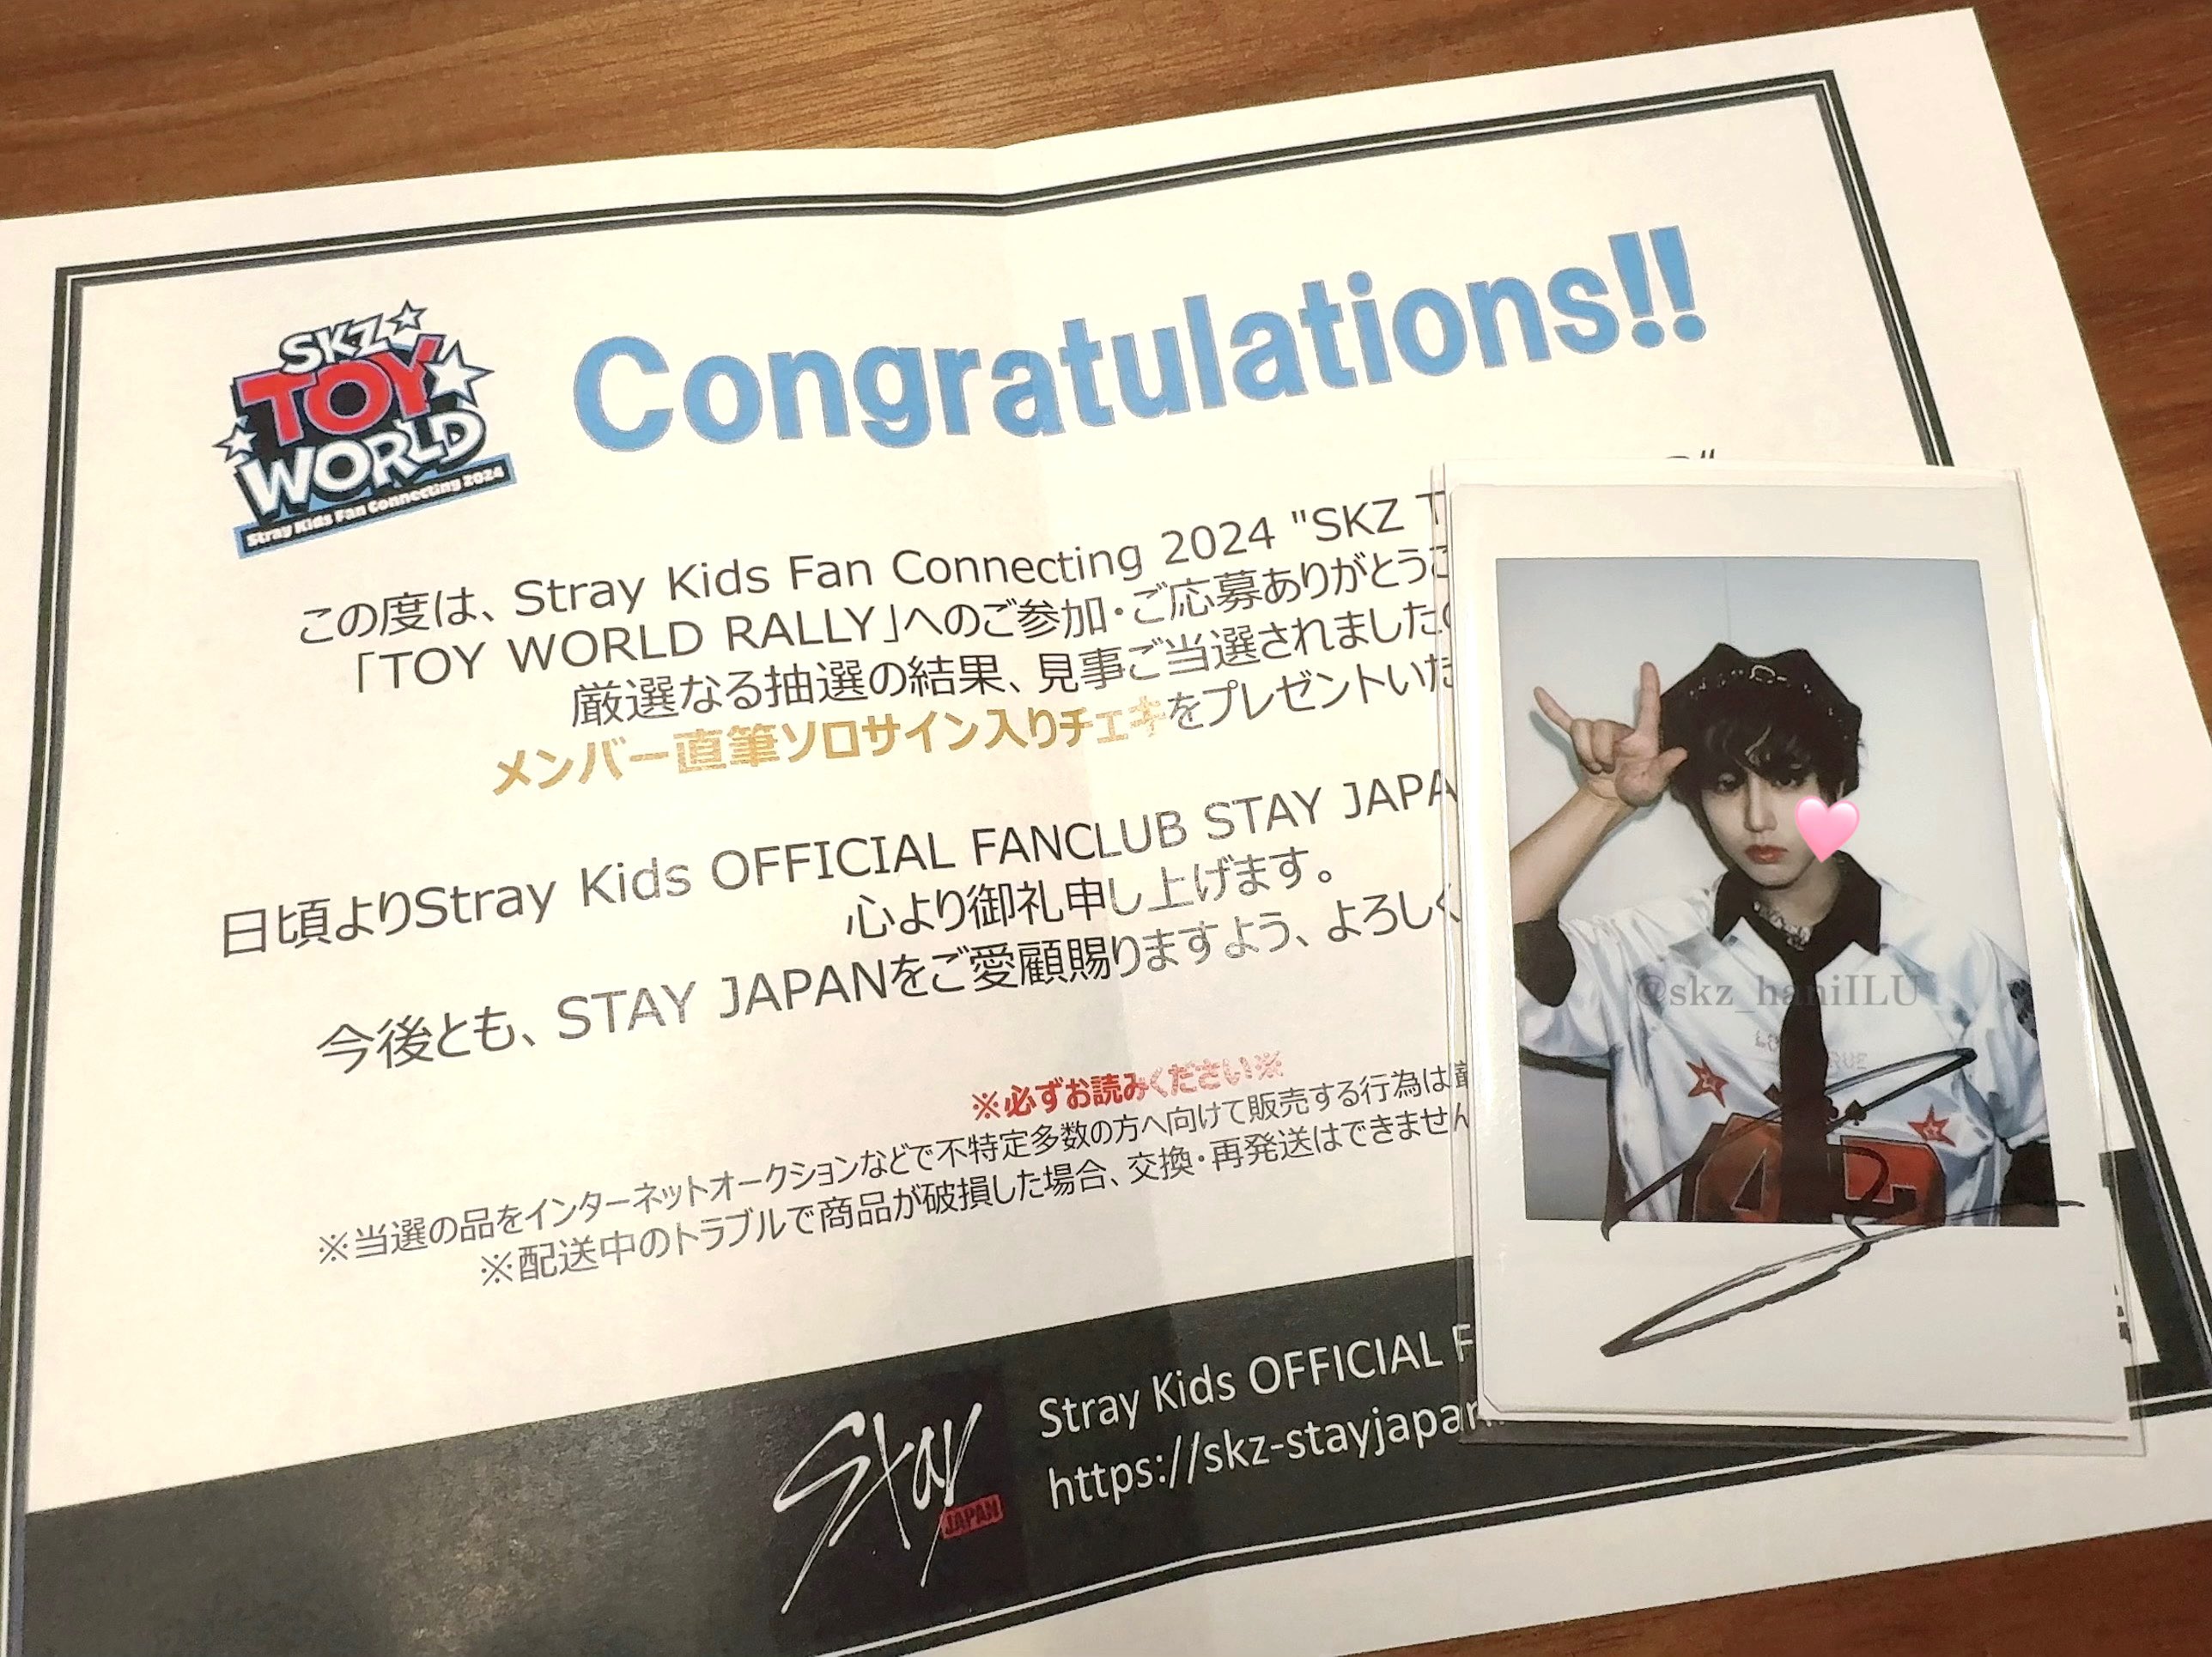 SKZ
TOY
WORLD
Stray Kids Fan Connecting 2024
Congratulations!!
この度は、Stray Kids Fan Connecting 2024 "SKZ T
「TOY WORLD RALLY」へのご参加・ご応募ありがとうご
厳選なる抽選の結果、見事ご当選されました
メンバー直筆ソロサイン入りチェキをプレゼントいた
日頃よりStray Kids OFFICIAL FANCLUB STAY JAPA
心より御礼申し上げます。
今後とも、STAY JAPANをご愛顧賜りますよう、よろしく
※必ずお読みください※
※当選の品をインターネットオークションなどで不特定多数の方へ向けて販売する行為は厳
※配送中のトラブルで商品が破損した場合、交換・再発送はできません
Stay
JAPAN
Stray Kids OFFICIAL F
https://skz-stayjapan.
@skz_haniILU